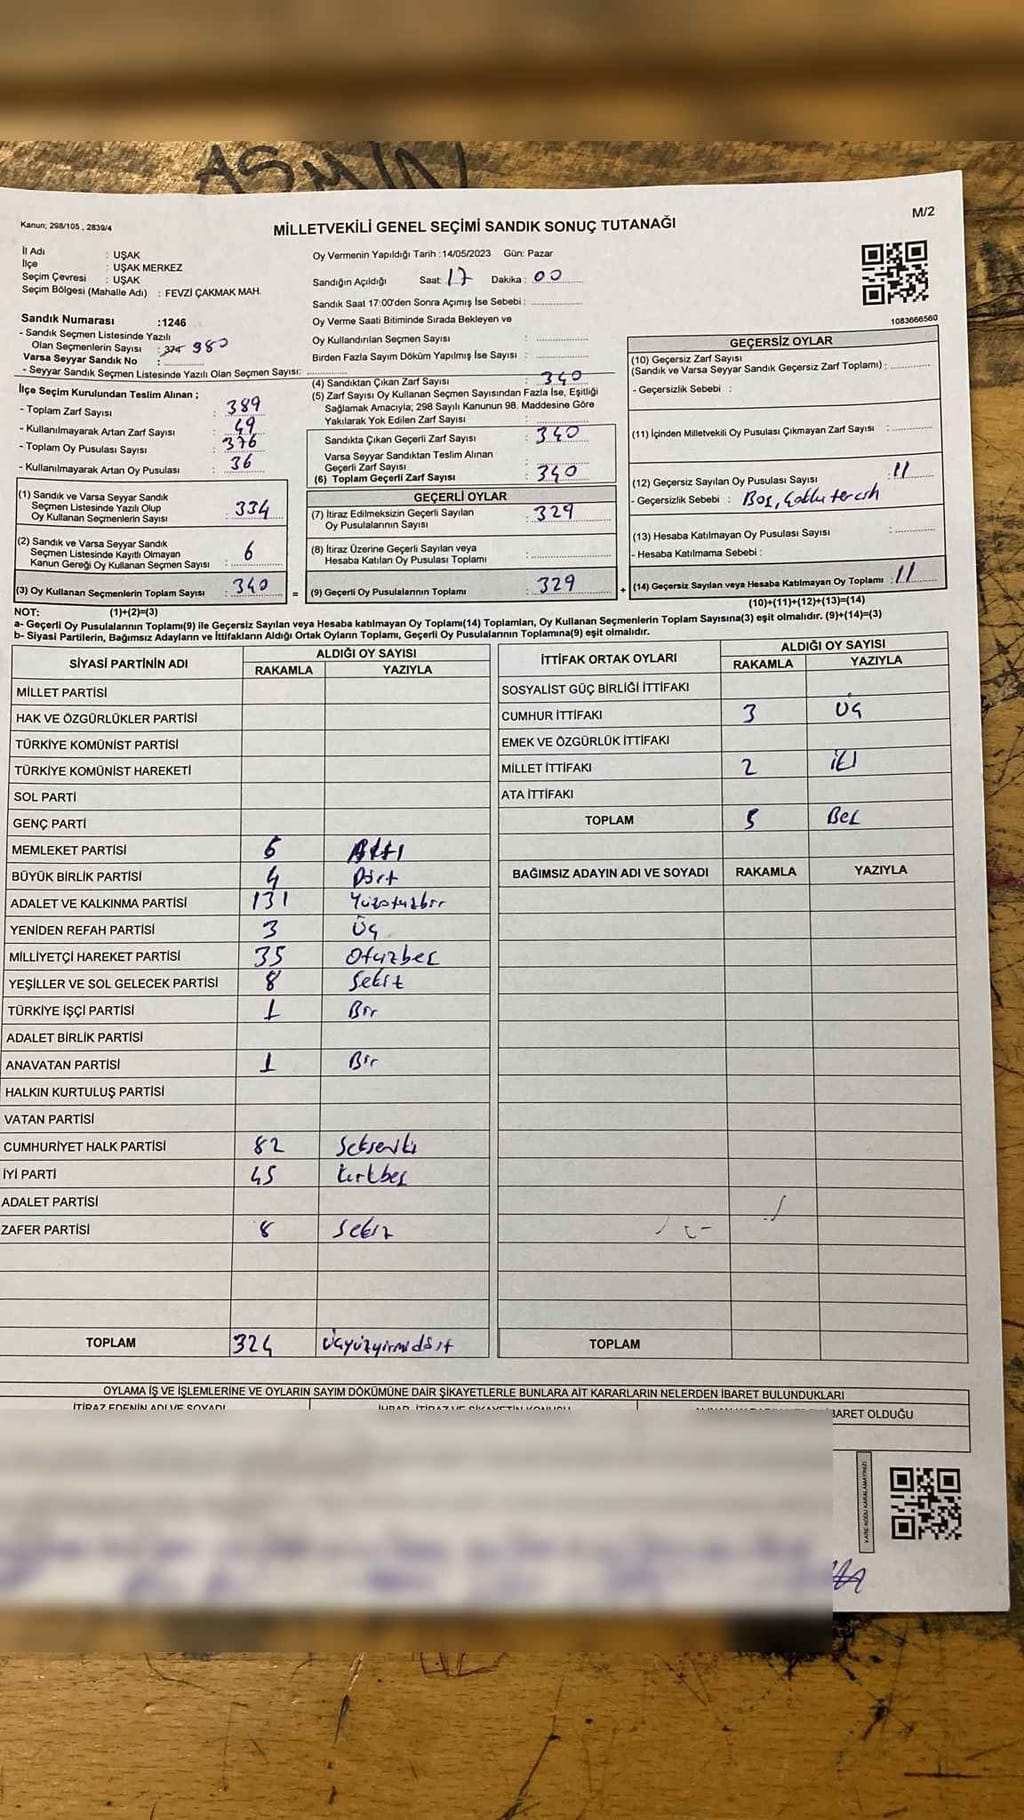 ASMIN
Kanun; 298/105 , 2839/4
MİLLETVEKİLİ GENEL SEÇİMİ SANDIK SONUÇ TUTANAĞI
M/2
İl Adı : UŞAK
İlçe : UŞAK MERKEZ
Seçim Çevresi : UŞAK
Seçim Bölgesi (Mahalle Adı) : FEVZİ ÇAKMAK MAH.
Oy Vermenin Yapıldığı Tarih :14/05/2023 Gün: Pazar
Sandığın Açıldığı Saat: 17 Dakika : 00
Sandık Saat 17:00'den Sonra Açımış İse Sebebi :
Oy Verme Saati Bitiminde Sırada Bekleyen ve
Oy Kullandırılan Seçmen Sayısı :
Birden Fazla Sayım Döküm Yapılmış İse Sayısı :
1083666560
Sandık Numarası :1246
- Sandık Seçmen Listesinde Yazılı
Olan Seçmenlerin Sayısı : 374 380
Varsa Seyyar Sandık No :
- Seyyar Sandık Seçmen Listesinde Yazılı Olan Seçmen Sayısı:
İlçe Seçim Kurulundan Teslim Alınan ;
- Toplam Zarf Sayısı : 389
- Kullanılmayarak Artan Zarf Sayısı : 49
- Toplam Oy Pusulası Sayısı : 376
- Kullanılmayarak Artan Oy Pusulası : 36
(1) Sandık ve Varsa Seyyar Sandık
Seçmen Listesinde Yazılı Olup
Oy Kullanan Seçmenlerin Sayısı : 334
(2) Sandık ve Varsa Seyyar Sandık
Seçmen Listesinde Kayıtlı Olmayan
Kanun Gereği Oy Kullanan Seçmen Sayısı : 6
(3) Oy Kullanan Seçmenlerin Toplam Sayısı : 340 =
(4) Sandıktan Çıkan Zarf Sayısı : 340
(5) Zarf Sayısı Oy Kullanan Seçmen Sayısından Fazla İse, Eşitliği
Sağlamak Amacıyla; 298 Sayılı Kanunun 98. Maddesine Göre
Yakılarak Yok Edilen Zarf Sayısı :
Sandıkta Çıkan Geçerli Zarf Sayısı : 340
Varsa Seyyar Sandıktan Teslim Alınan
Geçerli Zarf Sayısı :
(6) Toplam Geçerli Zarf Sayısı : 340
GEÇERLİ OYLAR
(7) İtiraz Edilmeksizin Geçerli Sayılan
Oy Pusulalarının Sayısı : 329
(8) İtiraz Üzerine Geçerli Sayılan veya
Hesaba Katılan Oy Pusulası Toplamı :
(9) Geçerli Oy Pusulalarının Toplamı : 329 +
GEÇERSİZ OYLAR
(10) Geçersiz Zarf Sayısı
(Sandık ve Varsa Seyyar Sandık Geçersiz Zarf Toplamı) :
- Geçersizlik Sebebi :
(11) İçinden Milletvekili Oy Pusulası Çıkmayan Zarf Sayısı :
(12) Geçersiz Sayılan Oy Pusulası Sayısı : 11
- Geçersizlik Sebebi : Boş, Çoklu tercih
(13) Hesaba Katılmayan Oy Pusulası Sayısı :
- Hesaba Katılmama Sebebi :
(14) Geçersiz Sayılan veya Hesaba Katılmayan Oy Toplamı : 11
NOT: (1)+(2)=(3)
(10)+(11)+(12)+(13)=(14)
a- Geçerli Oy Pusulalarının Toplamı(9) ile Geçersiz Sayılan veya Hesaba katılmayan Oy Toplamı(14) Toplamları, Oy Kullanan Seçmenlerin Toplam Sayısına(3) eşit olmalıdır. (9)+(14)=(3)
b- Siyasi Partilerin, Bağımsız Adayların ve İttifakların Aldığı Ortak Oyların Toplamı, Geçerli Oy Pusulalarının Toplamına(9) eşit olmalıdır.
SİYASİ PARTİNİN ADI ALDIĞI OY SAYISI
RAKAMLA YAZIYLA
MİLLET PARTİSİ
HAK VE ÖZGÜRLÜKLER PARTİSİ
TÜRKİYE KOMÜNİST PARTİSİ
TÜRKİYE KOMÜNİST HAREKETİ
SOL PARTİ
GENÇ PARTİ
MEMLEKET PARTİSİ 6 Altı
BÜYÜK BİRLİK PARTİSİ 4 Dört
ADALET VE KALKINMA PARTİSİ 131 Yüzotuzbir
YENİDEN REFAH PARTİSİ 3 Üç
MİLLİYETÇİ HAREKET PARTİSİ 35 Otuzbeş
YEŞİLLER VE SOL GELECEK PARTİSİ 8 Sekiz
TÜRKİYE İŞÇİ PARTİSİ 1 Bir
ADALET BİRLİK PARTİSİ
ANAVATAN PARTİSİ 1 Bir
HALKIN KURTULUŞ PARTİSİ
VATAN PARTİSİ
CUMHURİYET HALK PARTİSİ 82 Sekseniki
İYİ PARTİ 45 Kırkbeş
ADALET PARTİSİ
ZAFER PARTİSİ 8 Sekiz
TOPLAM 324 Üçyüzyirmidört
İTTİFAK ORTAK OYLARI ALDIĞI OY SAYISI
RAKAMLA YAZIYLA
SOSYALİST GÜÇ BİRLİĞİ İTTİFAKI
CUMHUR İTTİFAKI 3 Üç
EMEK VE ÖZGÜRLÜK İTTİFAKI
MİLLET İTTİFAKI 2 İki
ATA İTTİFAKI
TOPLAM 5 Beş
BAĞIMSIZ ADAYIN ADI VE SOYADI RAKAMLA YAZIYLA
TOPLAM
OYLAMA İŞ VE İŞLEMLERİNE VE OYLARIN SAYIM DÖKÜMÜNE DAİR ŞİKAYETLERLE BUNLARA AİT KARARLARIN NELERDEN İBARET BULUNDUKLARI
İTİRAZ EDENİN ADI VE SOYADI İHBAR, İTİRAZ VE ŞİKAYETİN KONUSU İBARET OLDUĞU
KARE KODU KARALAMAYINIZ!